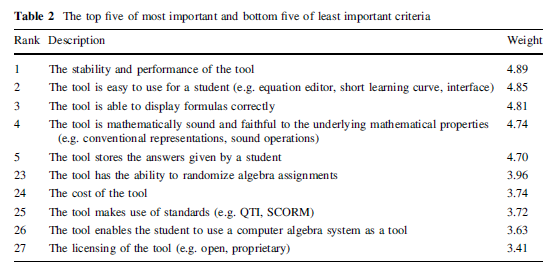 Table 2 The top five of most important and bottom five of least important criteria
Rank Description Weight
1 The stability and performance of the tool 4.89
2 The tool is easy to use for a student (e.g. equation editor, short learning curve, interface) 4.85
3 The tool is able to display formulas correctly 4.81
4 The tool is mathematically sound and faithful to the underlying mathematical properties 4.74
(e.g. conventional representations, sound operations)
5 The tool stores the answers given by a student 4.70
23 The tool has the ability to randomize algebra assignments 3.96
24 The cost of the tool 3.74
25 The tool makes use of standards (e.g. QTI, SCORM) 3.72
26 The tool enables the student to use a computer algebra system as a tool 3.63
27 The licensing of the tool (e.g. open, proprietary) 3.41